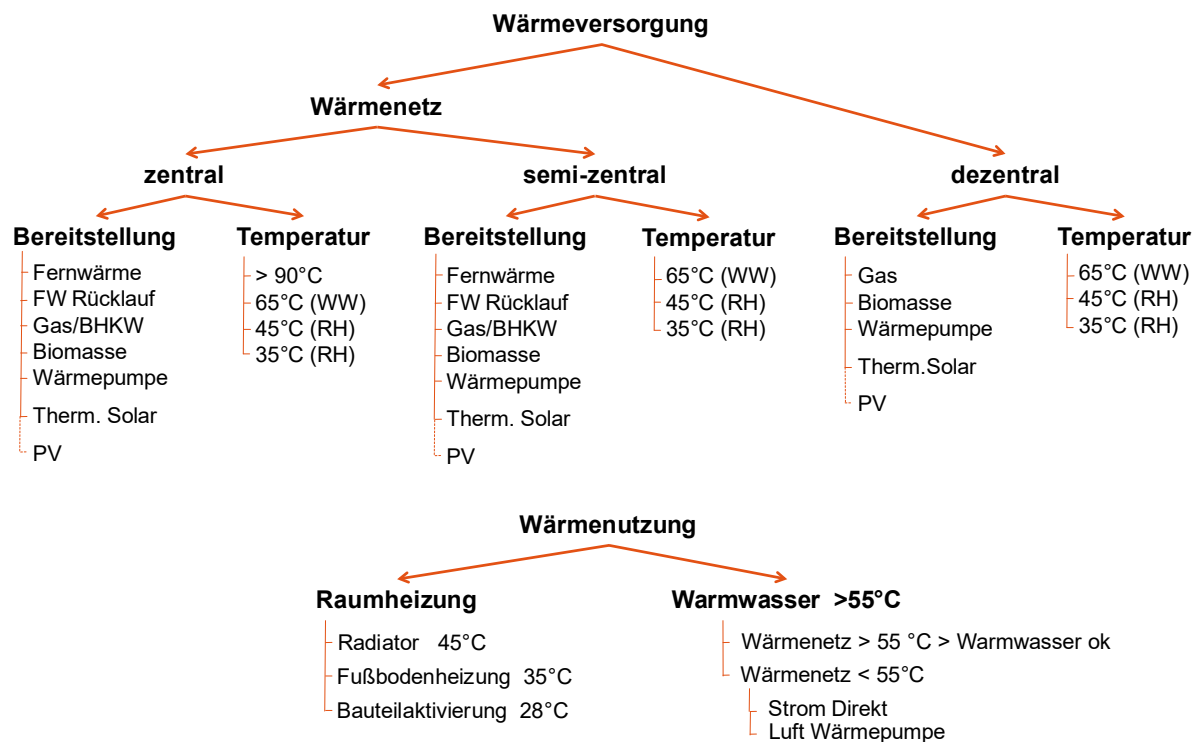 Wärmeversorgung
Wärmenetz
zentral
semi-zentral
dezentral
Bereitstellung
Fernwärme
FW Rücklauf
Gas/BHKW
Biomasse
Wärmepumpe
Therm. Solar
PV
Temperatur
> 90°C
65°C (WW)
45°C (RH)
35°C (RH)
Bereitstellung
Fernwärme
FW Rücklauf
Gas/BHKW
Biomasse
Wärmepumpe
Therm. Solar
PV
Temperatur
65°C (WW)
45°C (RH)
35°C (RH)
Bereitstellung
Gas
Biomasse
Wärmepumpe
Therm.Solar
PV
Temperatur
65°C (WW)
45°C (RH)
35°C (RH)
Wärmenutzung
Raumheizung
Radiator 45°C
Fußbodenheizung 35°C
Bauteilaktivierung 28°C
Warmwasser >55°C
Wärmenetz > 55 °C > Warmwasser ok
Wärmenetz < 55°C
Strom Direkt
Luft Wärmepumpe